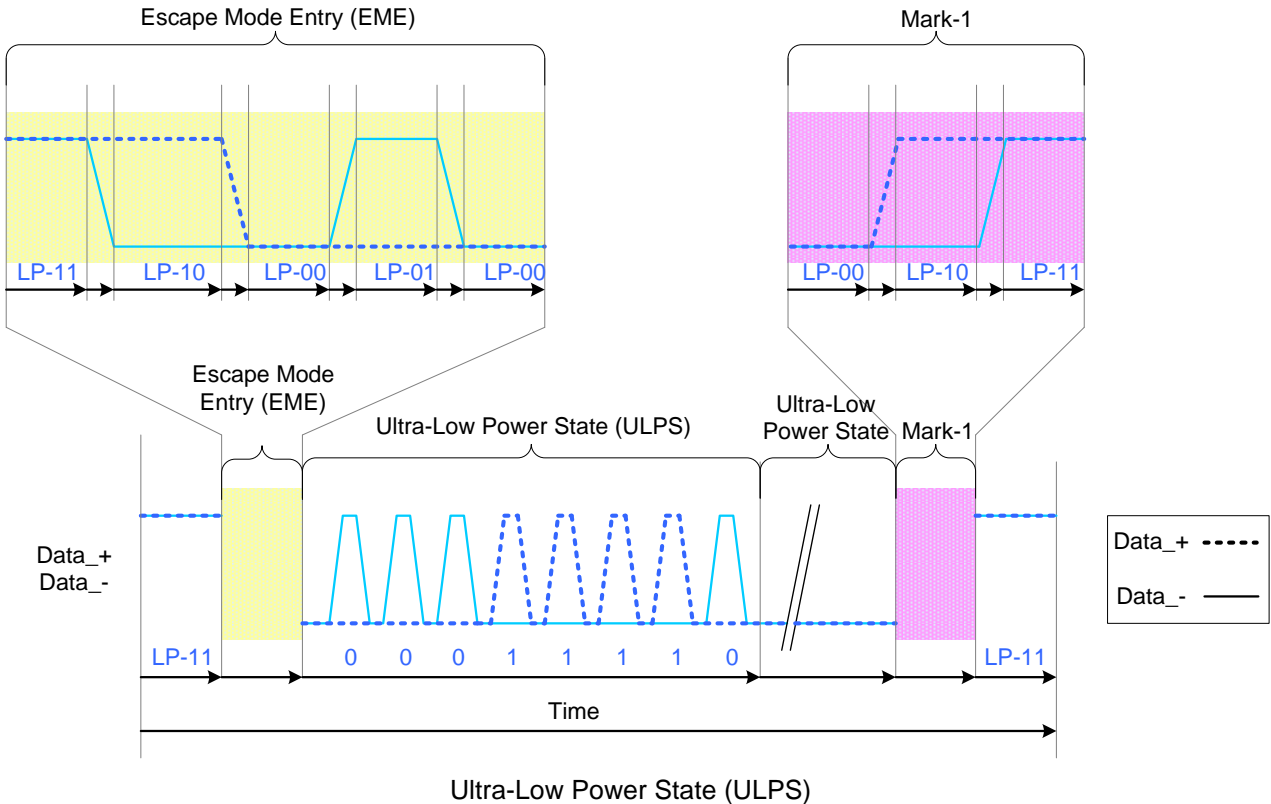 Escape Mode Entry (EME)
Mark-1
LP-11 LP-10 LP-00 LP-01 LP-00
LP-00 LP-10 LP-11
Escape Mode
Entry (EME)
Ultra-Low Power State (ULPS)
Ultra-Low
Power State
Mark-1
Data_+
Data_-
LP-11 0 0 0 1 1 1 1 0 LP-11
Time
Data_+
Data_-
Ultra-Low Power State (ULPS)